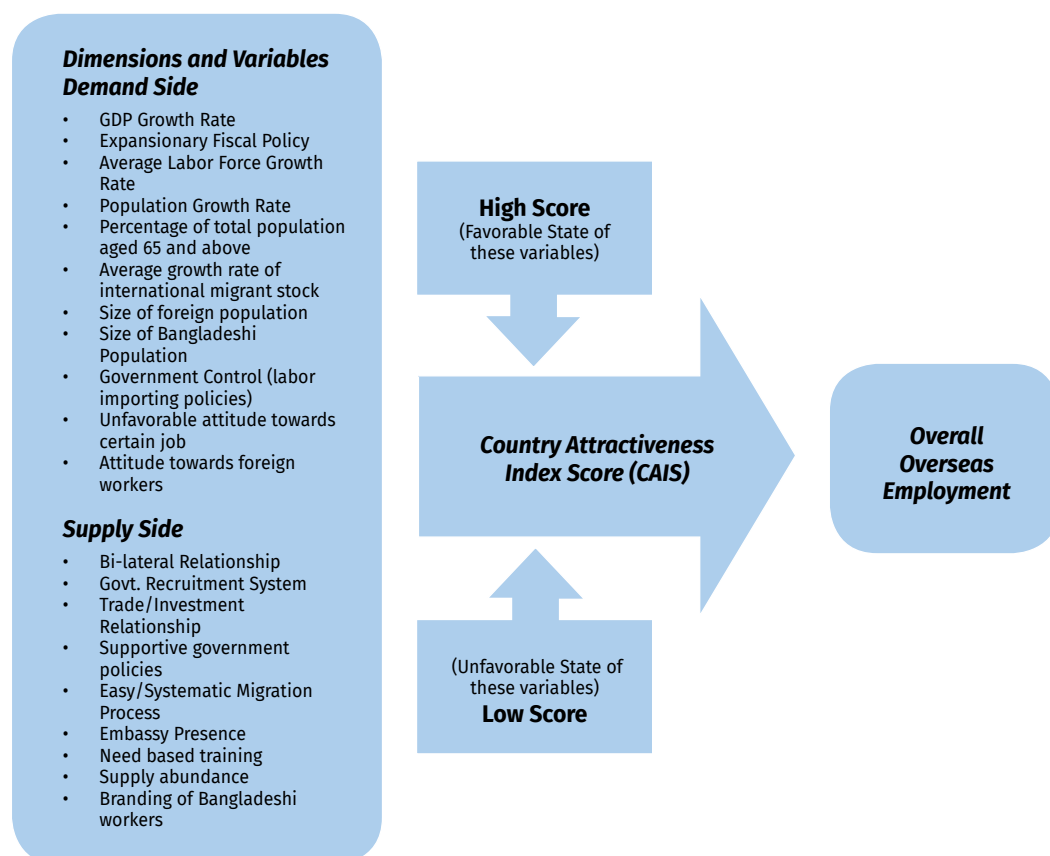 Dimensions and Variables
Demand Side
• GDP Growth Rate
• Expansionary Fiscal Policy
• Average Labor Force Growth
Rate
• Population Growth Rate
• Percentage of total population
aged 65 and above
• Average growth rate of
international migrant stock
• Size of foreign population
• Size of Bangladeshi
Population
• Government Control (labor
importing policies)
• Unfavorable attitude towards
certain job
• Attitude towards foreign
workers
Supply Side
• Bi-lateral Relationship
• Govt. Recruitment System
• Trade/Investment
Relationship
• Supportive government
policies
• Easy/Systematic Migration
Process
• Embassy Presence
• Need based training
• Supply abundance
• Branding of Bangladeshi
workers
High Score
(Favorable State of
these variables)
Country Attractiveness
Index Score (CAIS)
(Unfavorable State of
these variables)
Low Score
Overall
Overseas
Employment